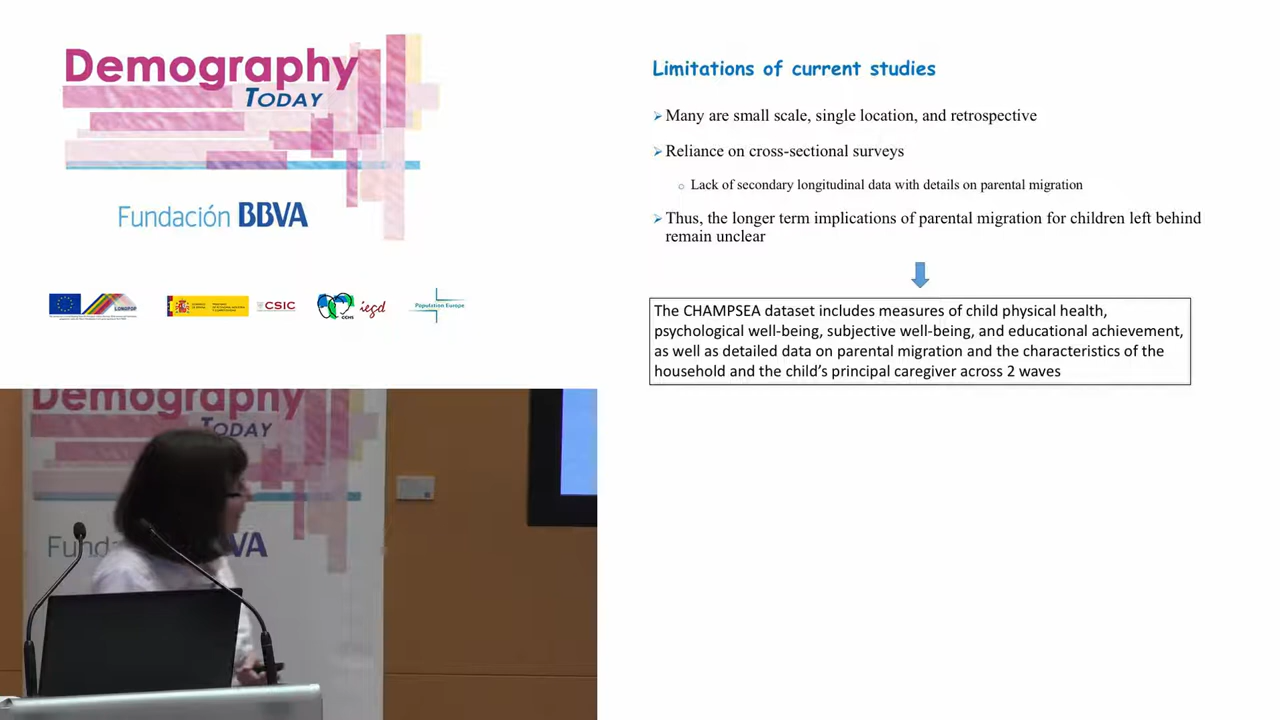 Demography
TODAY
Fundación BBVA
LONGPOP
CSIC
CCHS
iegd
Population Europe
Limitations of current studies
Many are small scale, single location, and retrospective
Reliance on cross-sectional surveys
Lack of secondary longitudinal data with details on parental migration
Thus, the longer term implications of parental migration for children left behind
remain unclear
The CHAMPSEA dataset includes measures of child physical health,
psychological well-being, subjective well-being, and educational achievement,
as well as detailed data on parental migration and the characteristics of the
household and the child’s principal caregiver across 2 waves
Demography
TODAY
Funda VA